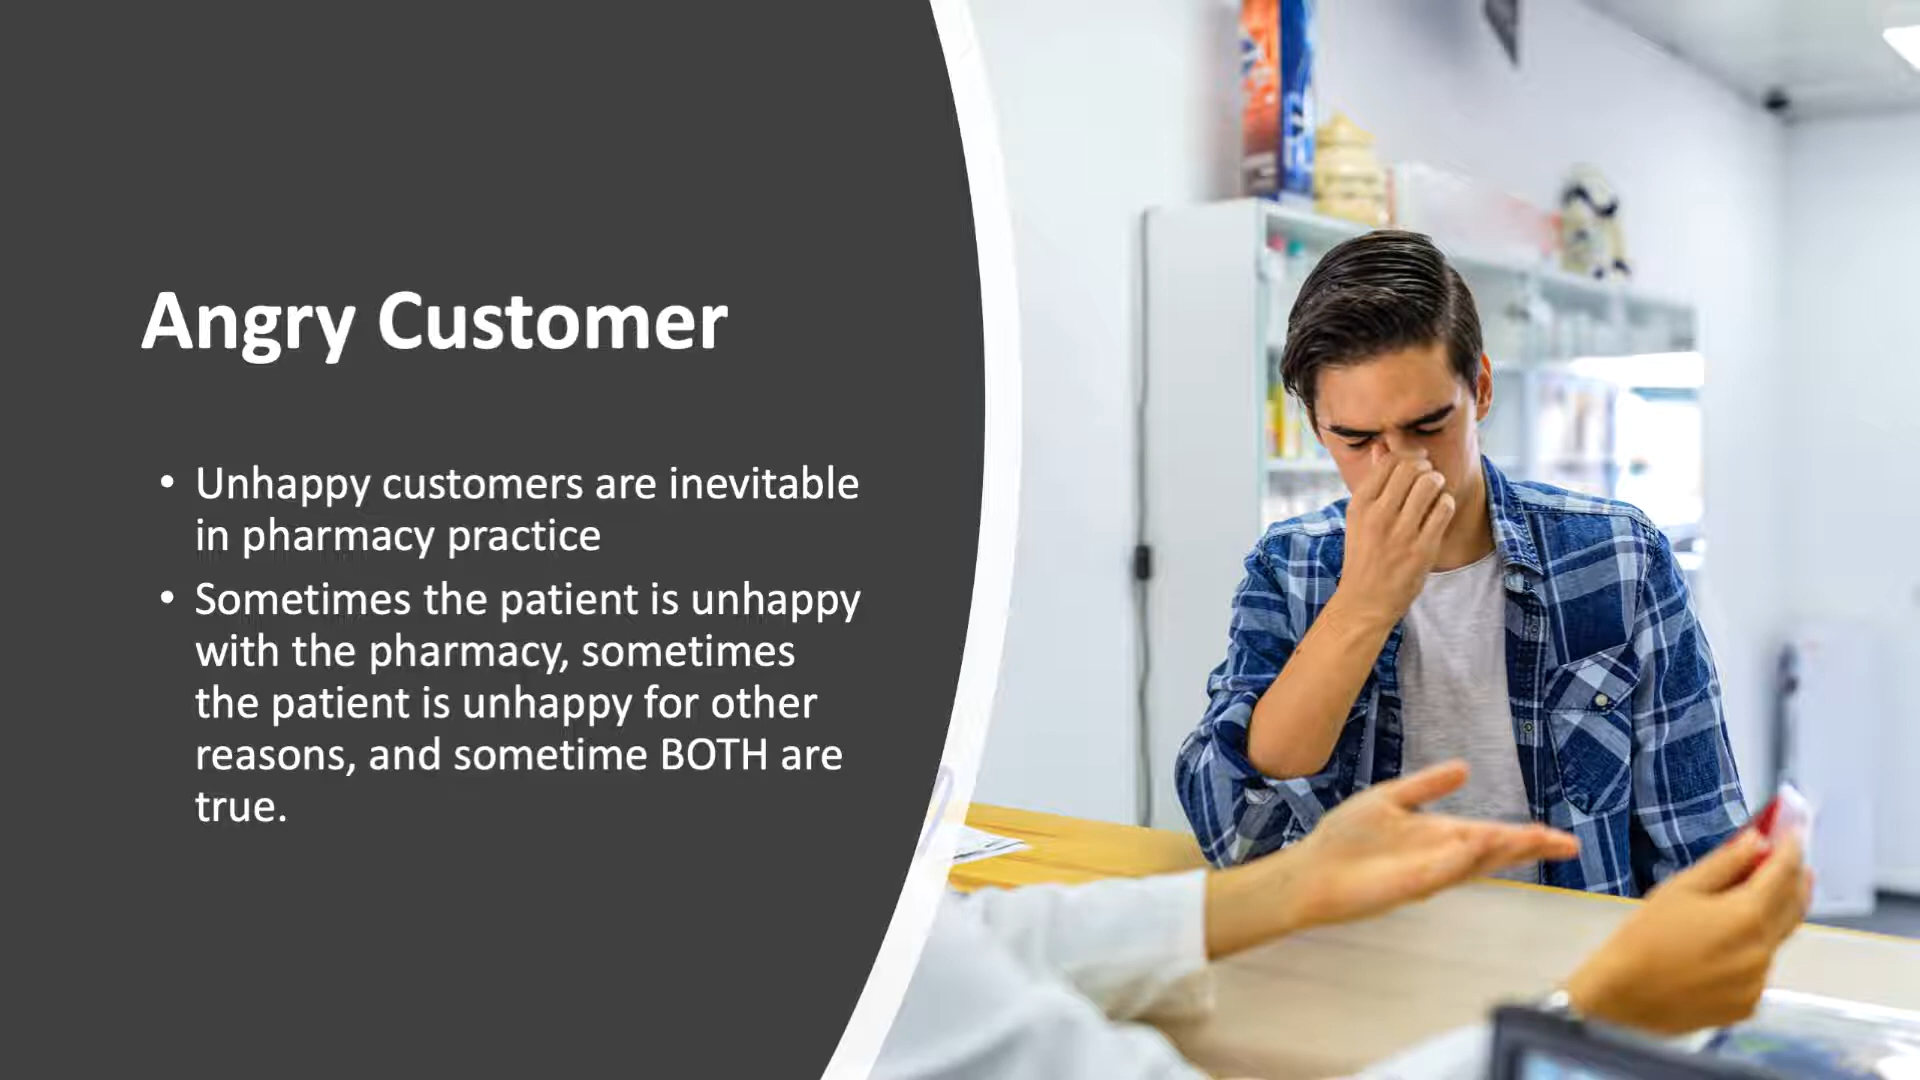 Angry Customer
• Unhappy customers are inevitable
in pharmacy practice
• Sometimes the patient is unhappy
with the pharmacy, sometimes
the patient is unhappy for other
reasons, and sometime BOTH are
true.